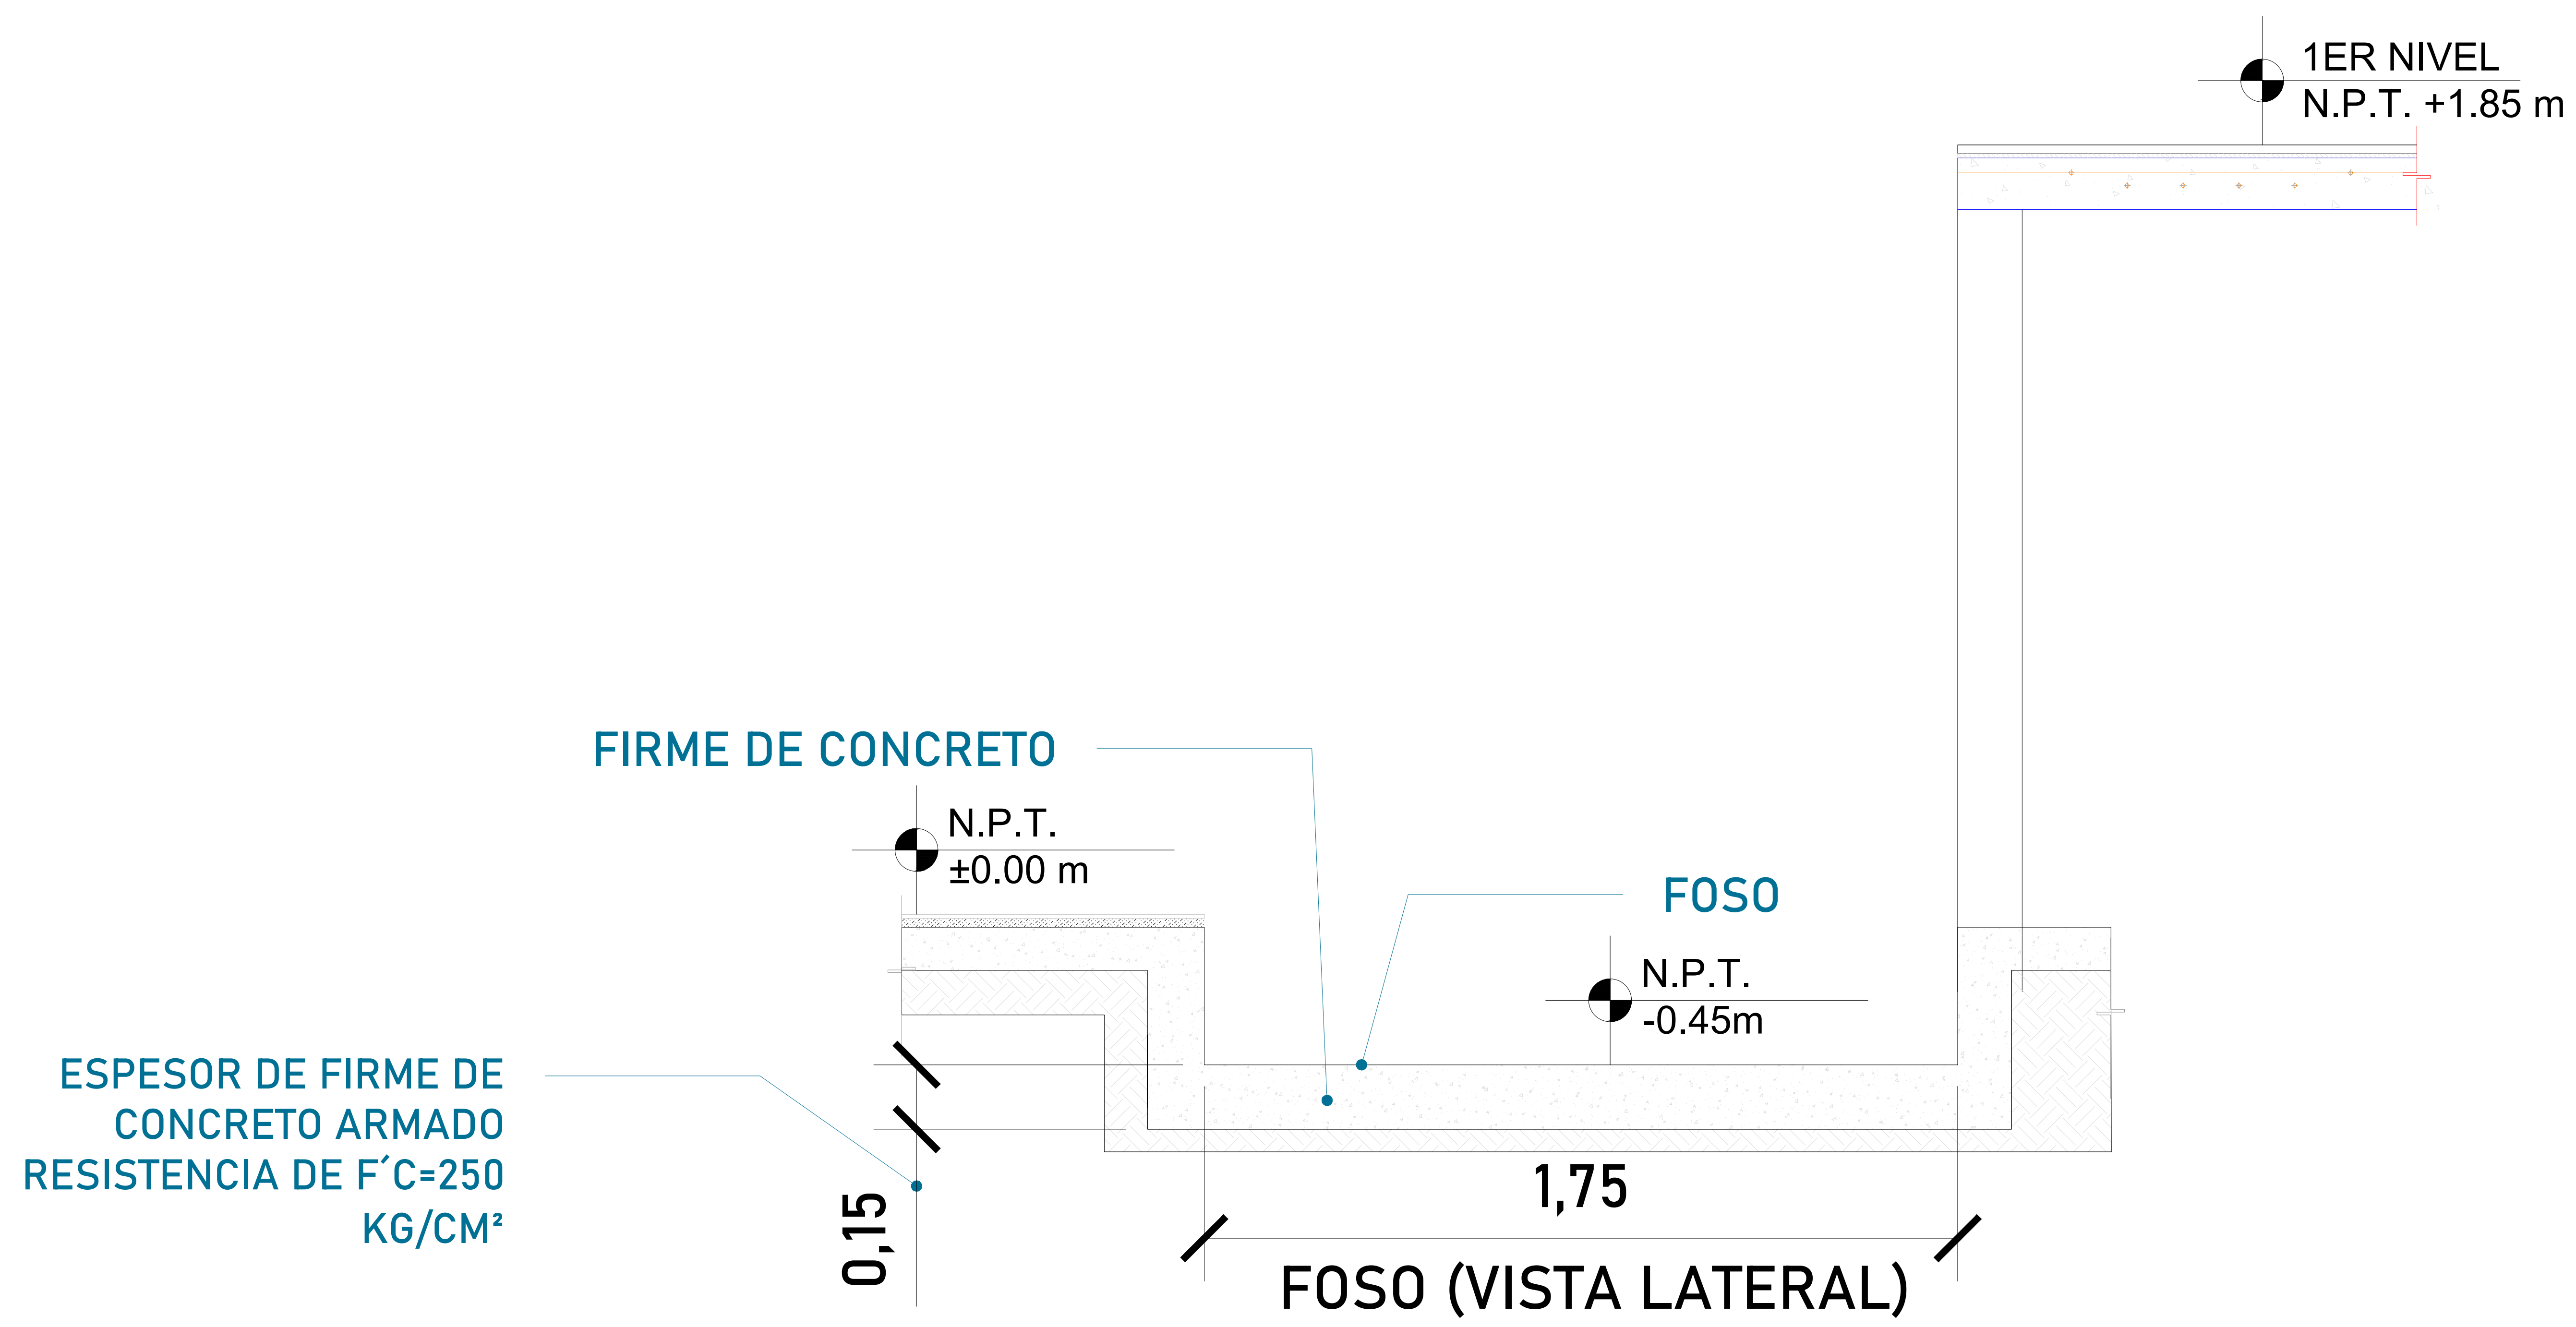 1ER NIVEL
N.P.T. +1.85 m
FIRME DE CONCRETO
N.P.T.
±0.00 m
FOSO
N.P.T.
-0.45m
ESPESOR DE FIRME DE
CONCRETO ARMADO
RESISTENCIA DE F´C=250
KG/CM²
0,15
1,75
FOSO (VISTA LATERAL)